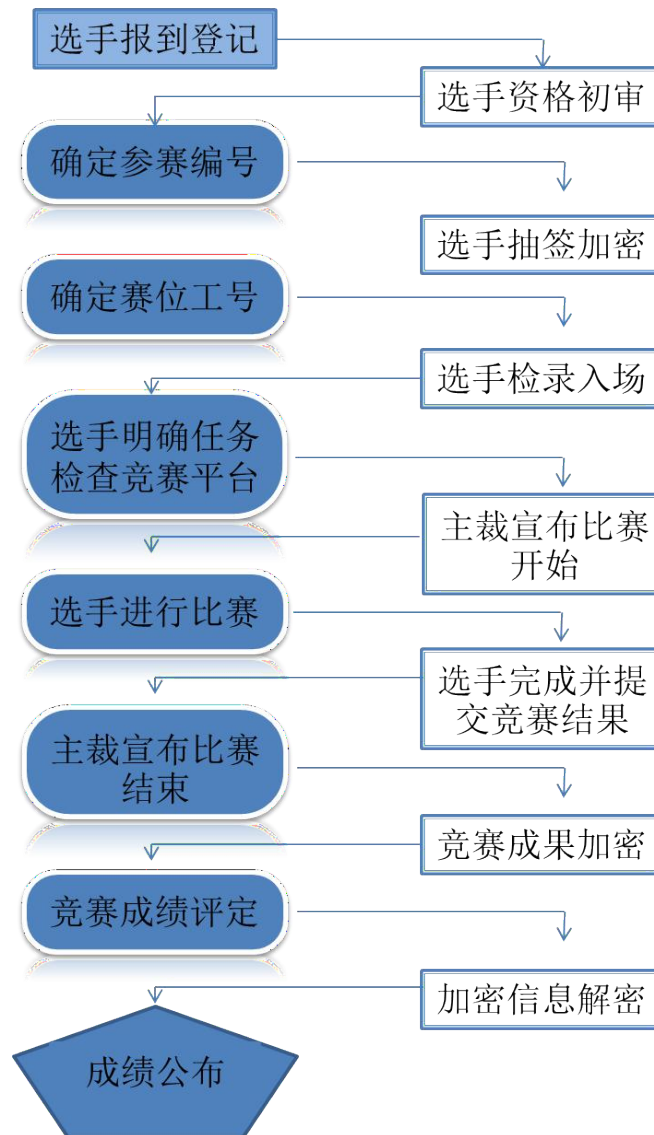 选手报到登记
选手资格初审
确定参赛编号
选手抽签加密
确定赛位工号
选手检录入场
选手明确任务
检查竞赛平台
主裁宣布比赛
开始
选手进行比赛
选手完成并提
交竞赛结果
主裁宣布比赛
结束
竞赛成果加密
竞赛成绩评定
加密信息解密
成绩公布